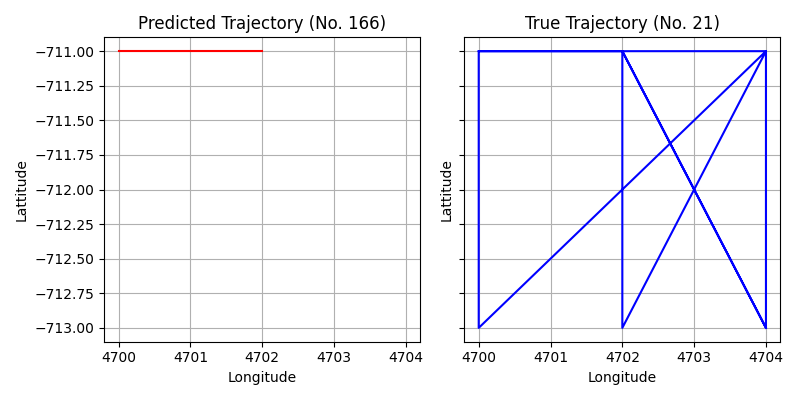 Predicted Trajectory (No. 166)
True Trajectory (No. 21)
−711.00
−711.25
−711.50
−711.75
−712.00
−712.25
−712.50
−712.75
−713.00
Lattitude
Lattitude
4700 4701 4702 4703 4704
4700 4701 4702 4703 4704
Longitude
Longitude